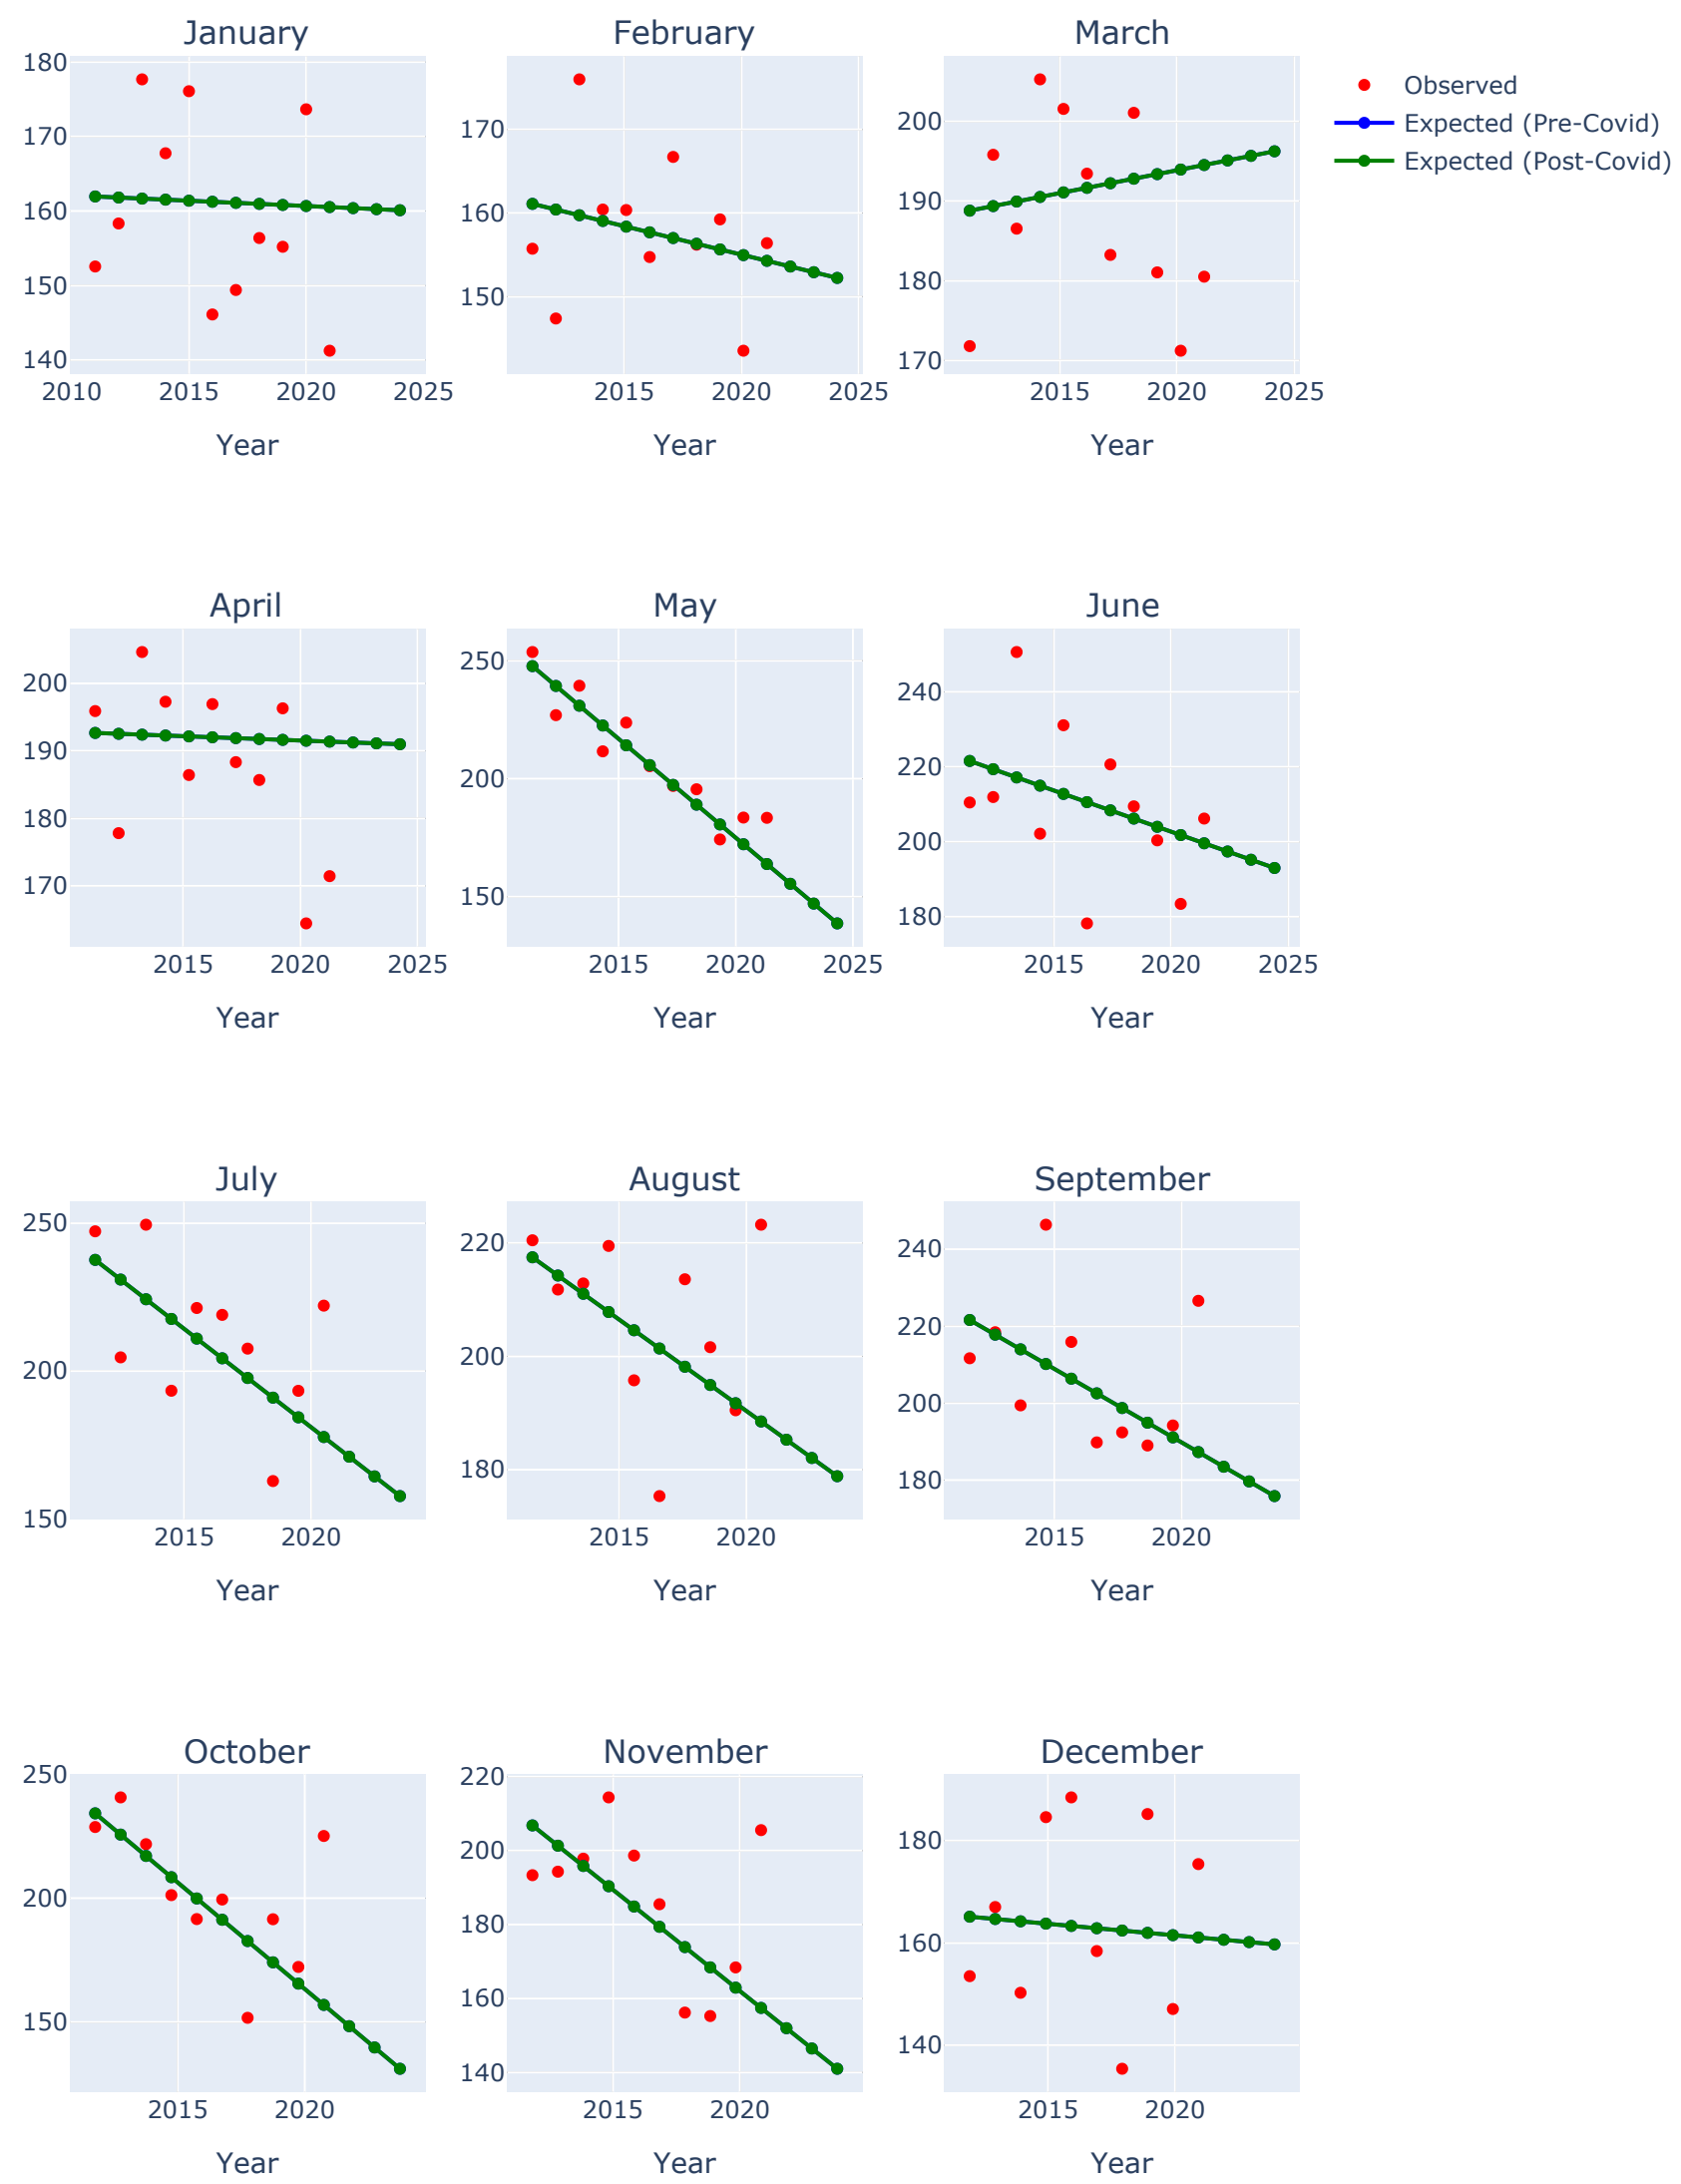 January
February
March
180
170
160
150
140
2010
2015
2020
2025
Year
170
160
150
2015
2020
2025
Year
200
190
180
170
2015
2020
2025
Year
Observed
Expected (Pre-Covid)
Expected (Post-Covid)
April
May
June
200
190
180
170
2015
2020
2025
Year
250
200
150
2015
2020
2025
Year
240
220
200
180
2015
2020
2025
Year
July
August
September
250
200
150
2015
2020
Year
220
200
180
2015
2020
Year
240
220
200
180
2015
2020
Year
October
November
December
250
200
150
2015
2020
Year
220
200
180
160
140
2015
2020
Year
180
160
140
2015
2020
Year